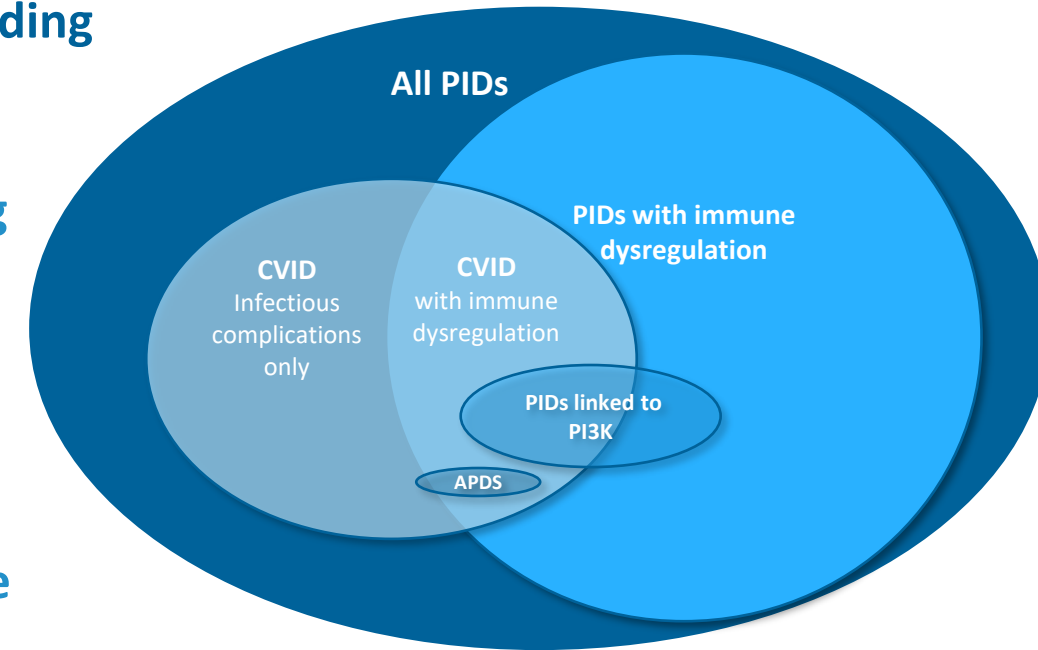 All PIDs
PIDs with immune
dysregulation
CVID
Infectious
complications
only
CVID
with immune
dysregulation
PIDs linked to
PI3K
APDS